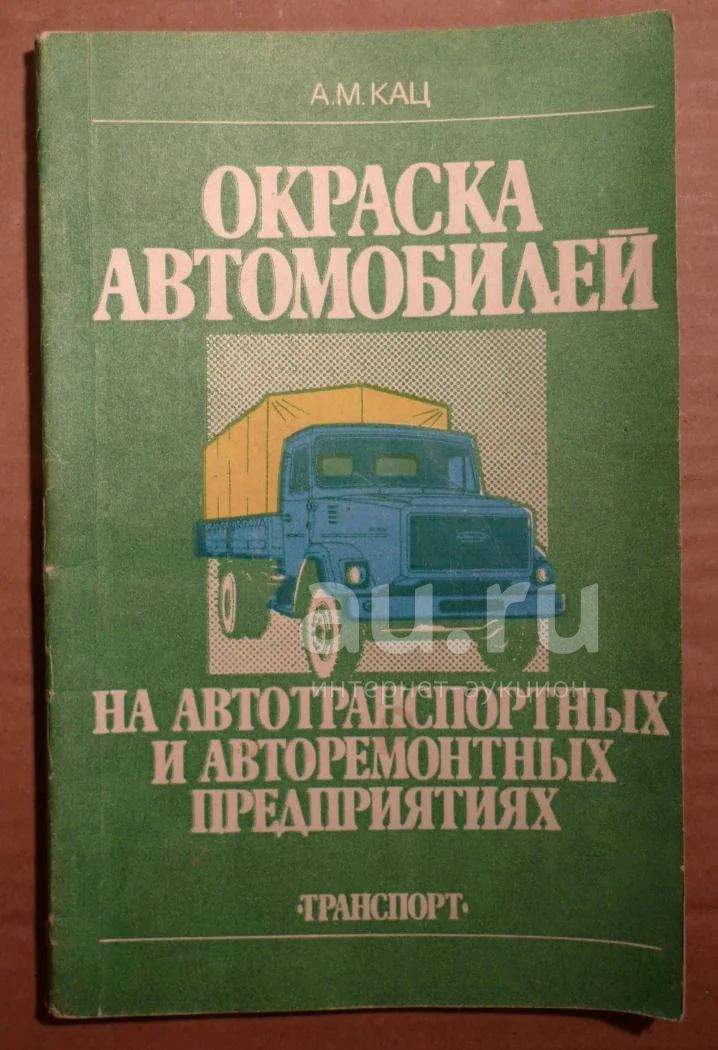 А.М.КАЦ
ОКРАСКА
АВТОМОБИЛЕЙ
au.ru
интернет-аукцион
НА АВТОТРАНСПОРТНЫХ
И АВТОРЕМОНТНЫХ
ПРЕДПРИЯТИЯХ
·ТРАНСПОРТ·